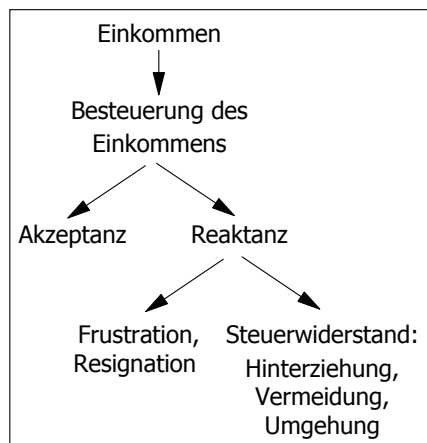 Einkommen
Besteuerung des
Einkommens
Akzeptanz
Reaktanz
Frustration,
Resignation
Steuerwiderstand:
Hinterziehung,
Vermeidung,
Umgehung